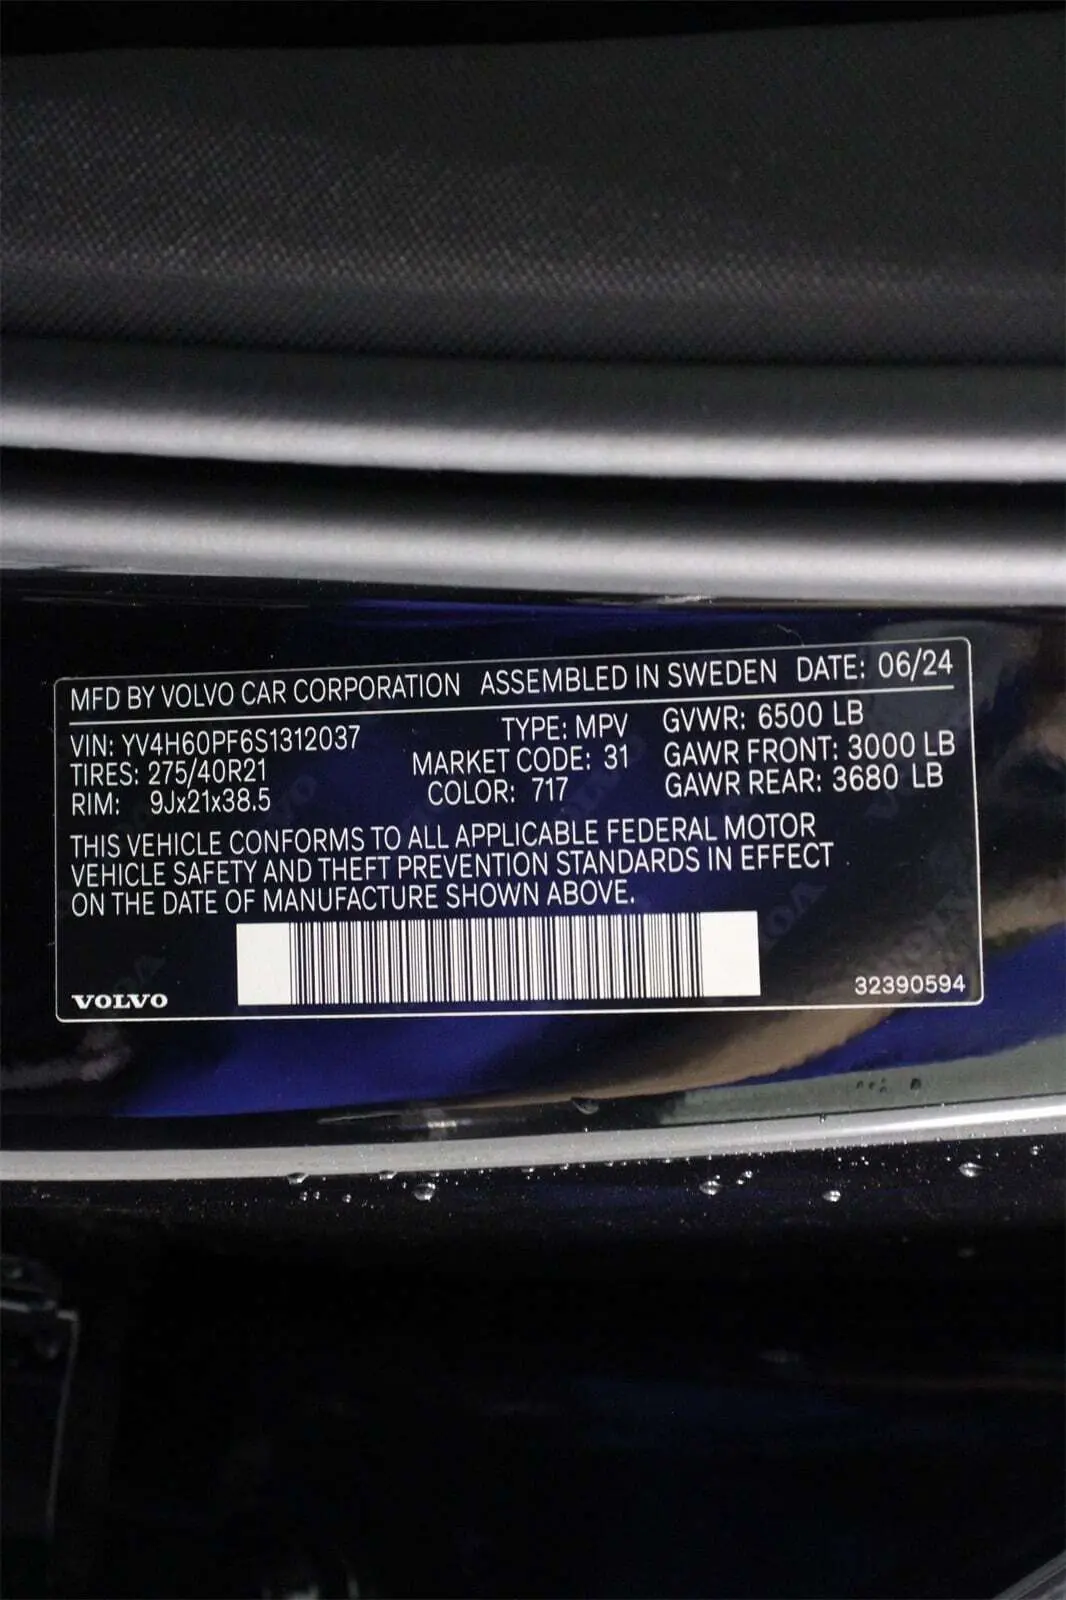 MFD BY VOLVO CAR CORPORATION ASSEMBLED IN SWEDEN DATE: 06/24
VIN: YV4H60PF6S1312037 TYPE: MPV GVWR: 6500 LB
TIRES: 275/40R21 MARKET CODE: 31 GAWR FRONT: 3000 LB
RIM: 9Jx21x38.5 COLOR: 717 GAWR REAR: 3680 LB
THIS VEHICLE CONFORMS TO ALL APPLICABLE FEDERAL MOTOR
VEHICLE SAFETY AND THEFT PREVENTION STANDARDS IN EFFECT
ON THE DATE OF MANUFACTURE SHOWN ABOVE.
VOLVO 32390594